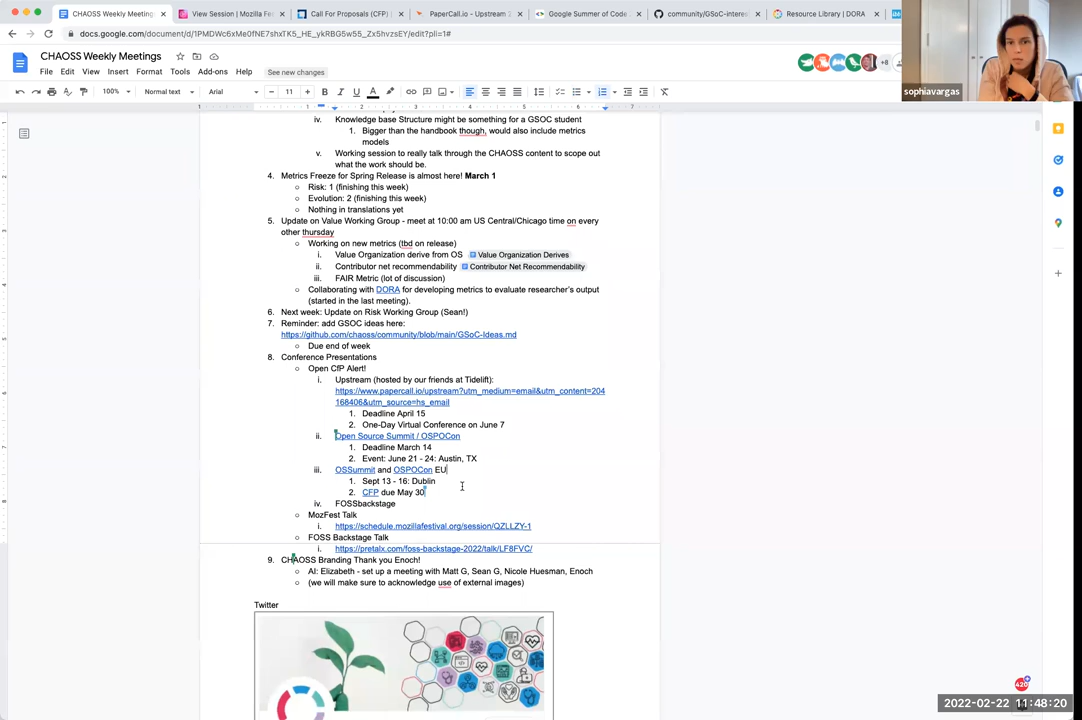 CHAOSS Weekly Meetings
View Session | Mozilla Fe
Call For Proposals (CFP)
PaperCall.io - Upstream 2
Google Summer of Code
community/GSoC-interes
Resource Library | DORA
docs.google.com/document/d/1PMDWc6xMe0fNE7shxTK5_HE_ykRBG5w55_Zx5hvzsEY/edit?pli=1#
CHAOSS Weekly Meetings
+8
File Edit View Insert Format Tools Add-ons Help See new changes
100% Normal text Arial 11
sophiavargas
iv. Knowledge base Structure might be something for a GSOC student
1. Bigger than the handbook though, would also include metrics
models
v. Working session to really talk through the CHAOSS content to scope out
what the work should be.
4. Metrics Freeze for Spring Release is almost here! March 1
Risk: 1 (finishing this week)
Evolution: 2 (finishing this week)
Nothing in translations yet
5. Update on Value Working Group - meet at 10:00 am US Central/Chicago time on every
other thursday
Working on new metrics (tbd on release)
i. Value Organization derive from OS Value Organization Derives
ii. Contributor net recommendability Contributor Net Recommendability
iii. FAIR Metric (lot of discussion)
Collaborating with DORA for developing metrics to evaluate researcher's output
(started in the last meeting).
6. Next week: Update on Risk Working Group (Sean!)
7. Reminder: add GSOC ideas here:
https://github.com/chaoss/community/blob/main/GSoC-Ideas.md
Due end of week
8. Conference Presentations
Open CfP Alert!
i. Upstream (hosted by our friends at Tidelift):
https://www.papercall.io/upstream?utm_medium=email&utm_content=204
168406&utm_source=hs_email
1. Deadline April 15
2. One-Day Virtual Conference on June 7
ii. Open Source Summit / OSPOCon
1. Deadline March 14
2. Event: June 21 - 24: Austin, TX
iii. OSSummit and OSPOCon EU
1. Sept 13 - 16: Dublin
2. CFP due May 30
iv. FOSSbackstage
MozFest Talk
i. https://schedule.mozillafestival.org/session/QZLLZY-1
FOSS Backstage Talk
i. https://pretalx.com/foss-backstage-2022/talk/LF8FVC/
9. CHAOSS Branding Thank you Enoch!
AI: Elizabeth - set up a meeting with Matt G, Sean G, Nicole Huesman, Enoch
(we will make sure to acknowledge use of external images)
Twitter
2022-02-22 11:48:20